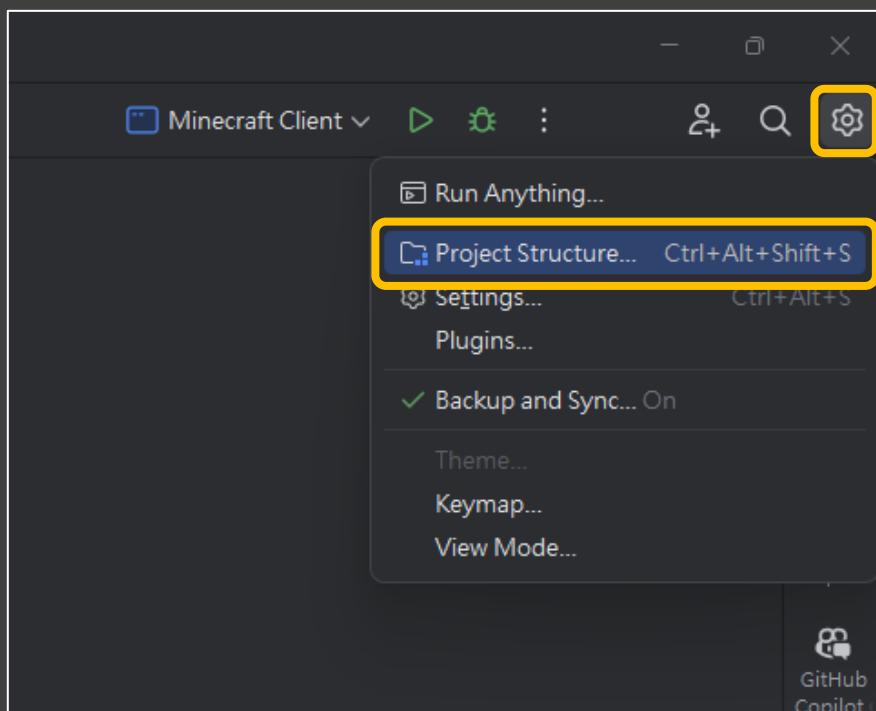 Minecraft Client
Run Anything...
Project Structure... Ctrl+Alt+Shift+S
Settings... Ctrl+Alt+S
Plugins...
Backup and Sync... On
Theme...
Keymap...
View Mode...
GitHub
Copilot